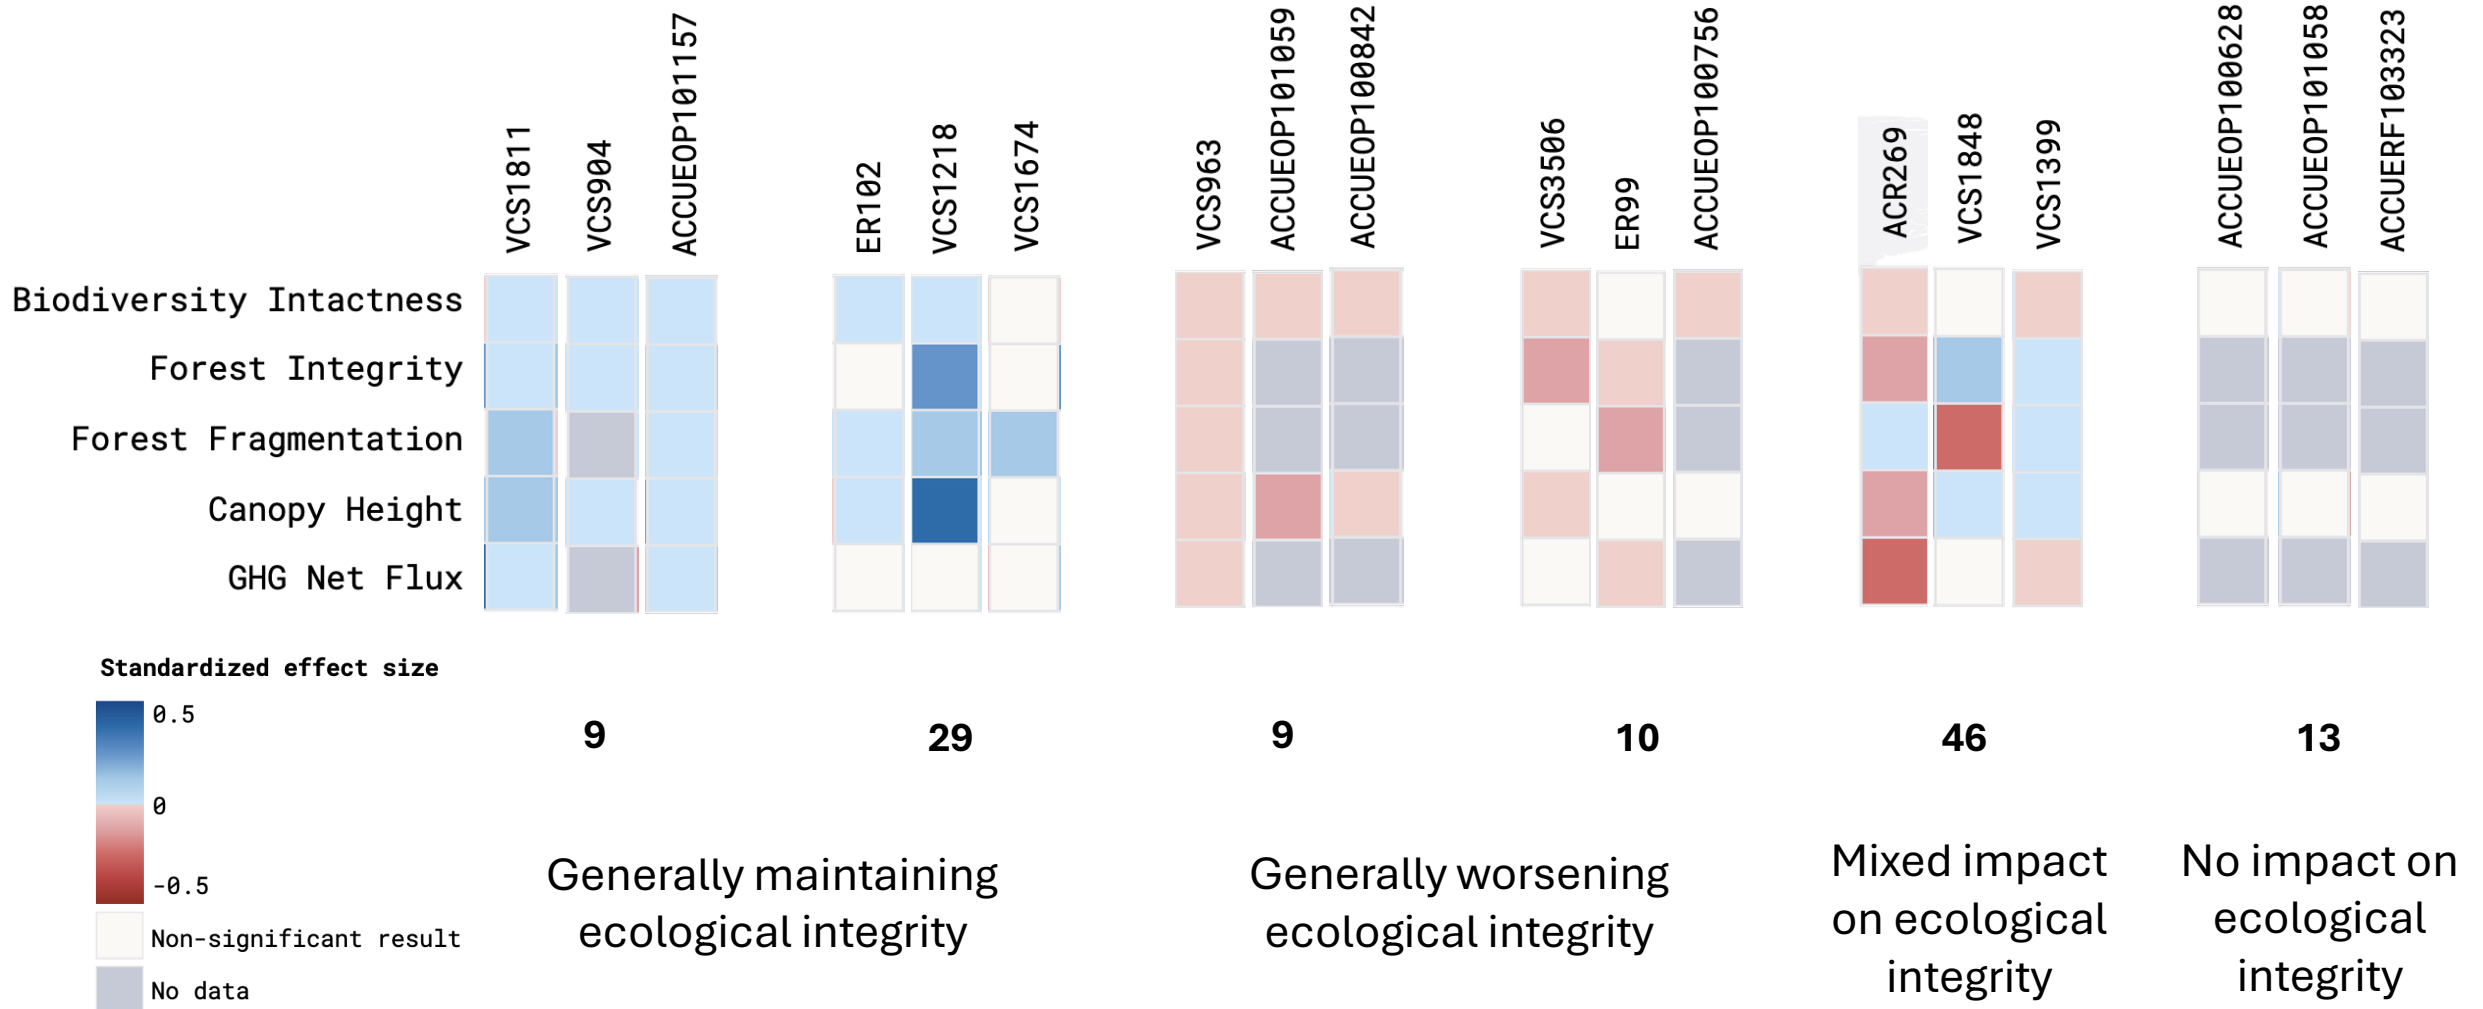 VCS1811
VCS904
ACCUEOP101157
ER102
VCS1218
VCS1674
VCS963
ACCUEOP101059
ACCUEOP100842
VCS3506
ER99
ACCUEOP1007756
ACR269
VCS1848
VCS1399
ACCUEOP100628
ACCUEOP101058
ACCUERF103323
Biodiversity Intactness
Forest Integrity
Forest Fragmentation
Canopy Height
GHG Net Flux
Standardized effect size
0.5
0
-0.5
Non-significant result
No data
9
29
9
10
46
13
Generally maintaining
ecological integrity
Generally worsening
ecological integrity
Mixed impact
on ecological
integrity
No impact on
ecological
integrity